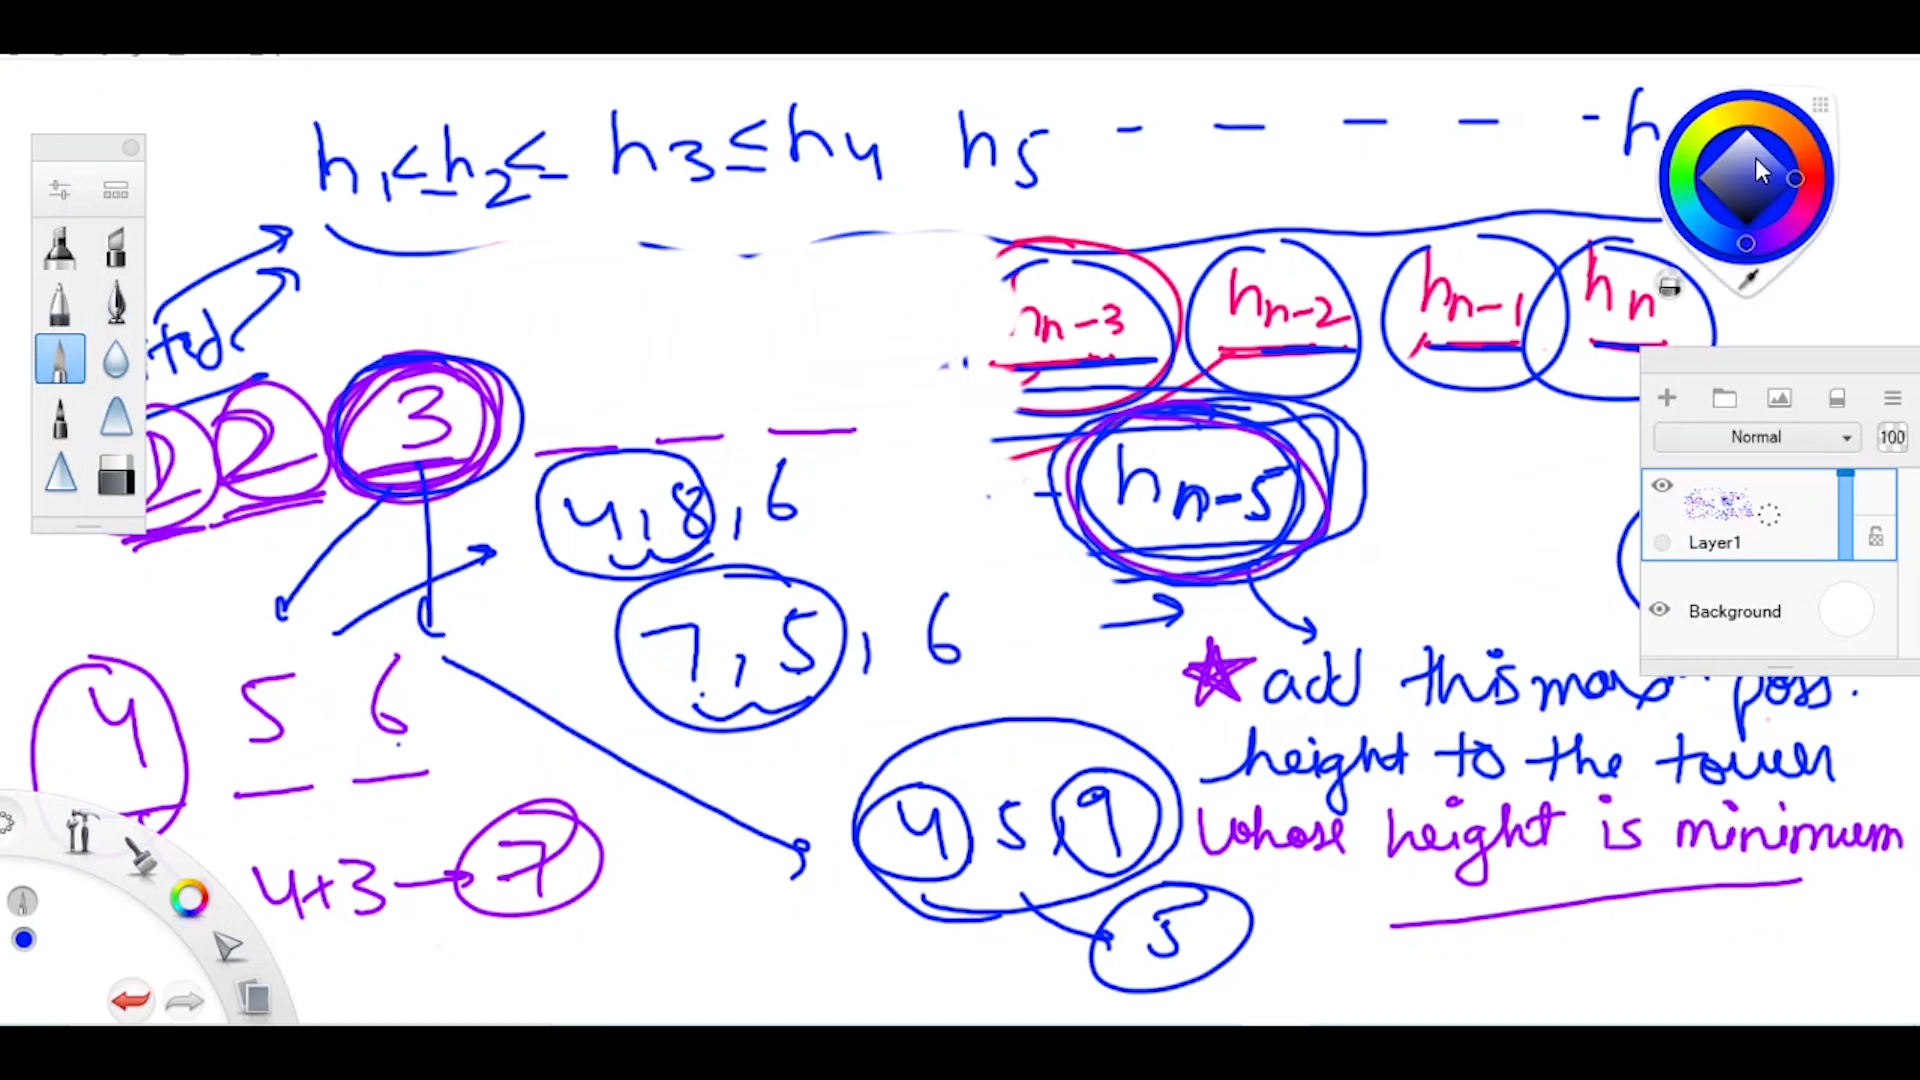 h1 ≤ h2 ≤ h3 ≤ h4 h5 - - - - - h
hn-3 hn-2 hn-1 hn
2 3
4, 8, 6
hn-5
7, 5, 6
4 5 6
add this max poss.
height to the tower
whose height is minimum
4 5, 9
4+3 → 7
5
Normal
100
Layer1
Background